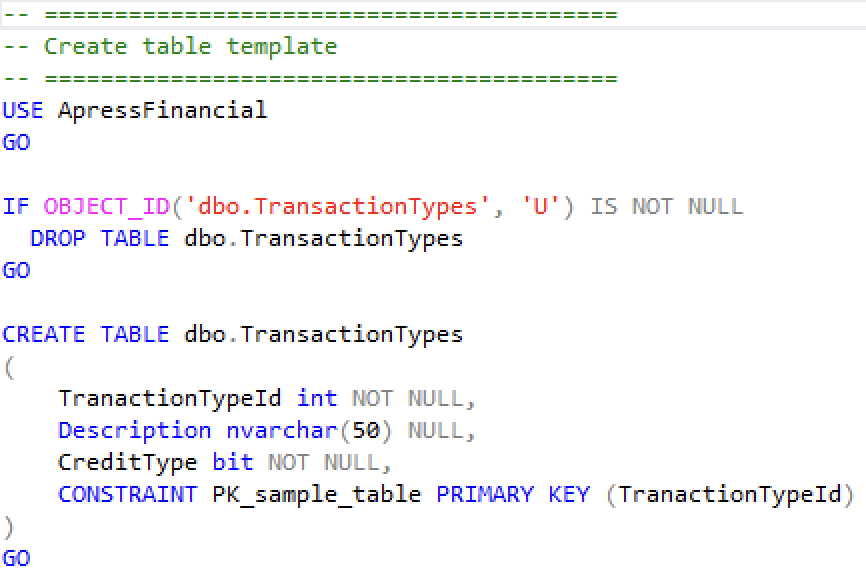 -- =========================================
-- Create table template
-- =========================================
USE ApressFinancial
GO
IF OBJECT_ID('dbo.TransactionTypes', 'U') IS NOT NULL
  DROP TABLE dbo.TransactionTypes
GO
CREATE TABLE dbo.TransactionTypes
(
    TranactionTypeId int NOT NULL,
    Description nvarchar(50) NULL,
    CreditType bit NOT NULL,
    CONSTRAINT PK_sample_table PRIMARY KEY (TranactionTypeId)
)
GO